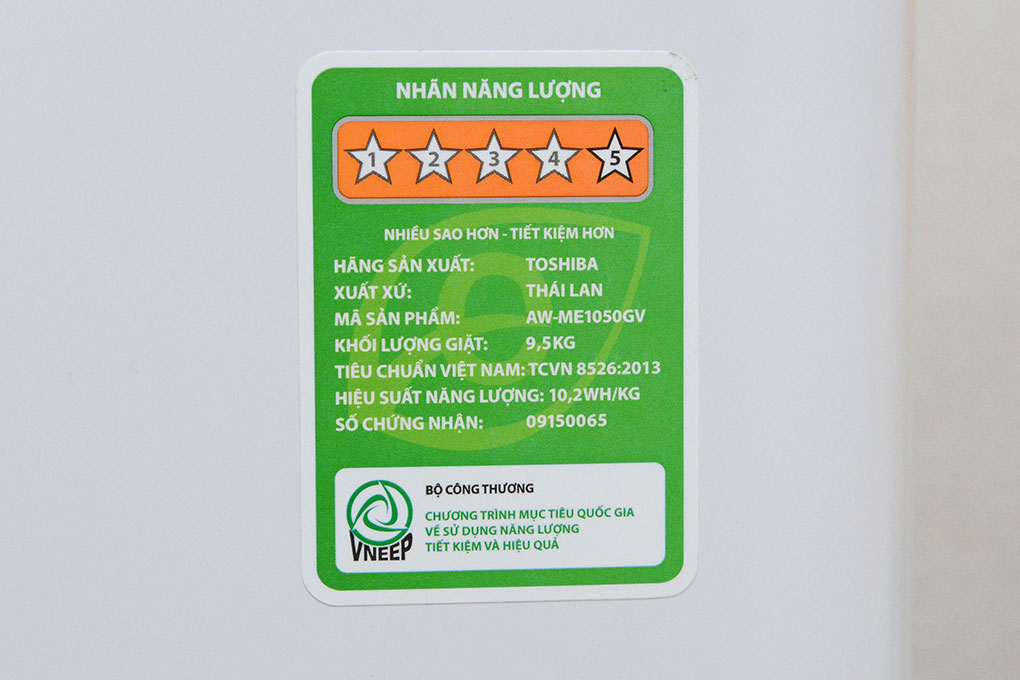 NHÃN NĂNG LƯỢNG
1 2 3 4 5
NHIỀU SAO HƠN - TIẾT KIỆM HƠN
HÃNG SẢN XUẤT: TOSHIBA
XUẤT XỨ: THÁI LAN
MÃ SẢN PHẨM: AW-ME1050GV
KHỐI LƯỢNG GIẶT: 9,5KG
TIÊU CHUẨN VIỆT NAM: TCVN 8526:2013
HIỆU SUẤT NĂNG LƯỢNG: 10,2WH/KG
SỐ CHỨNG NHẬN: 09150065
BỘ CÔNG THƯƠNG
CHƯƠNG TRÌNH MỤC TIÊU QUỐC GIA
VỀ SỬ DỤNG NĂNG LƯỢNG
TIẾT KIỆM VÀ HIỆU QUẢ
VNEEP